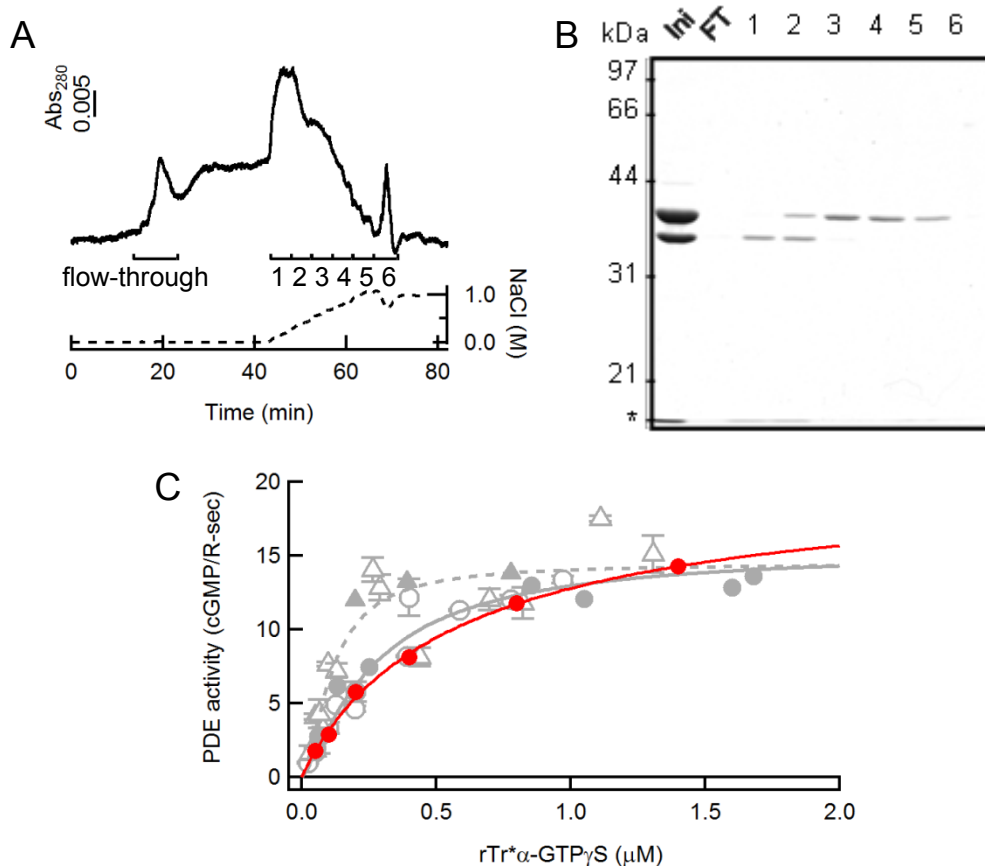 A
Abs280
0.005
flow-through
1 2 3 4 5 6
1.0
0.0
NaCl (M)
0 20 40 60 80
Time (min)
B
kDa Ini FT 1 2 3 4 5 6
97
66
44
31
21
*
C
PDE activity (cGMP/R-sec)
20
15
10
5
0
0.0 0.5 1.0 1.5 2.0
rTr*α-GTPγS (μM)